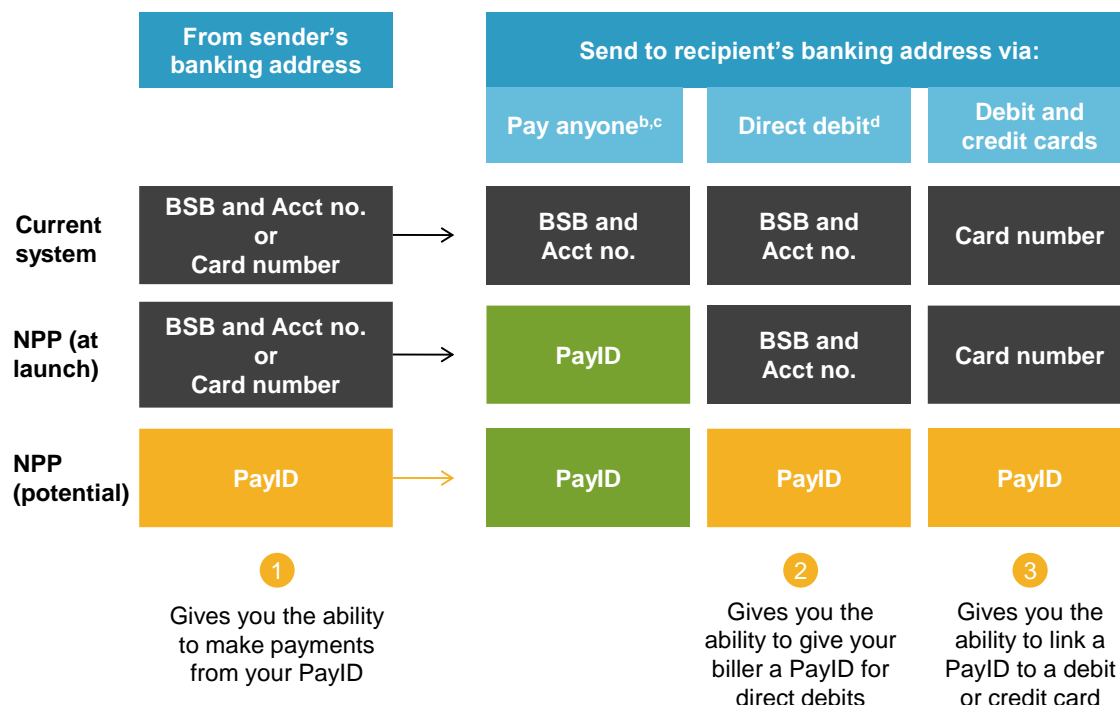 From sender's
banking address
Send to recipient's banking address via:
Pay anyoneb,c
Direct debitd
Debit and
credit cards
Current
system
BSB and Acct no.
or
Card number
BSB and
Acct no.
BSB and
Acct no.
Card number
NPP (at
launch)
BSB and Acct no.
or
Card number
PayID
BSB and
Acct no.
Card number
NPP
(potential)
PayID
PayID
PayID
PayID
1
Gives you the ability
to make payments
from your PayID
2
Gives you the
ability to give your
biller a PayID for
direct debits
3
Gives you the
ability to link a
PayID to a debit
or credit card